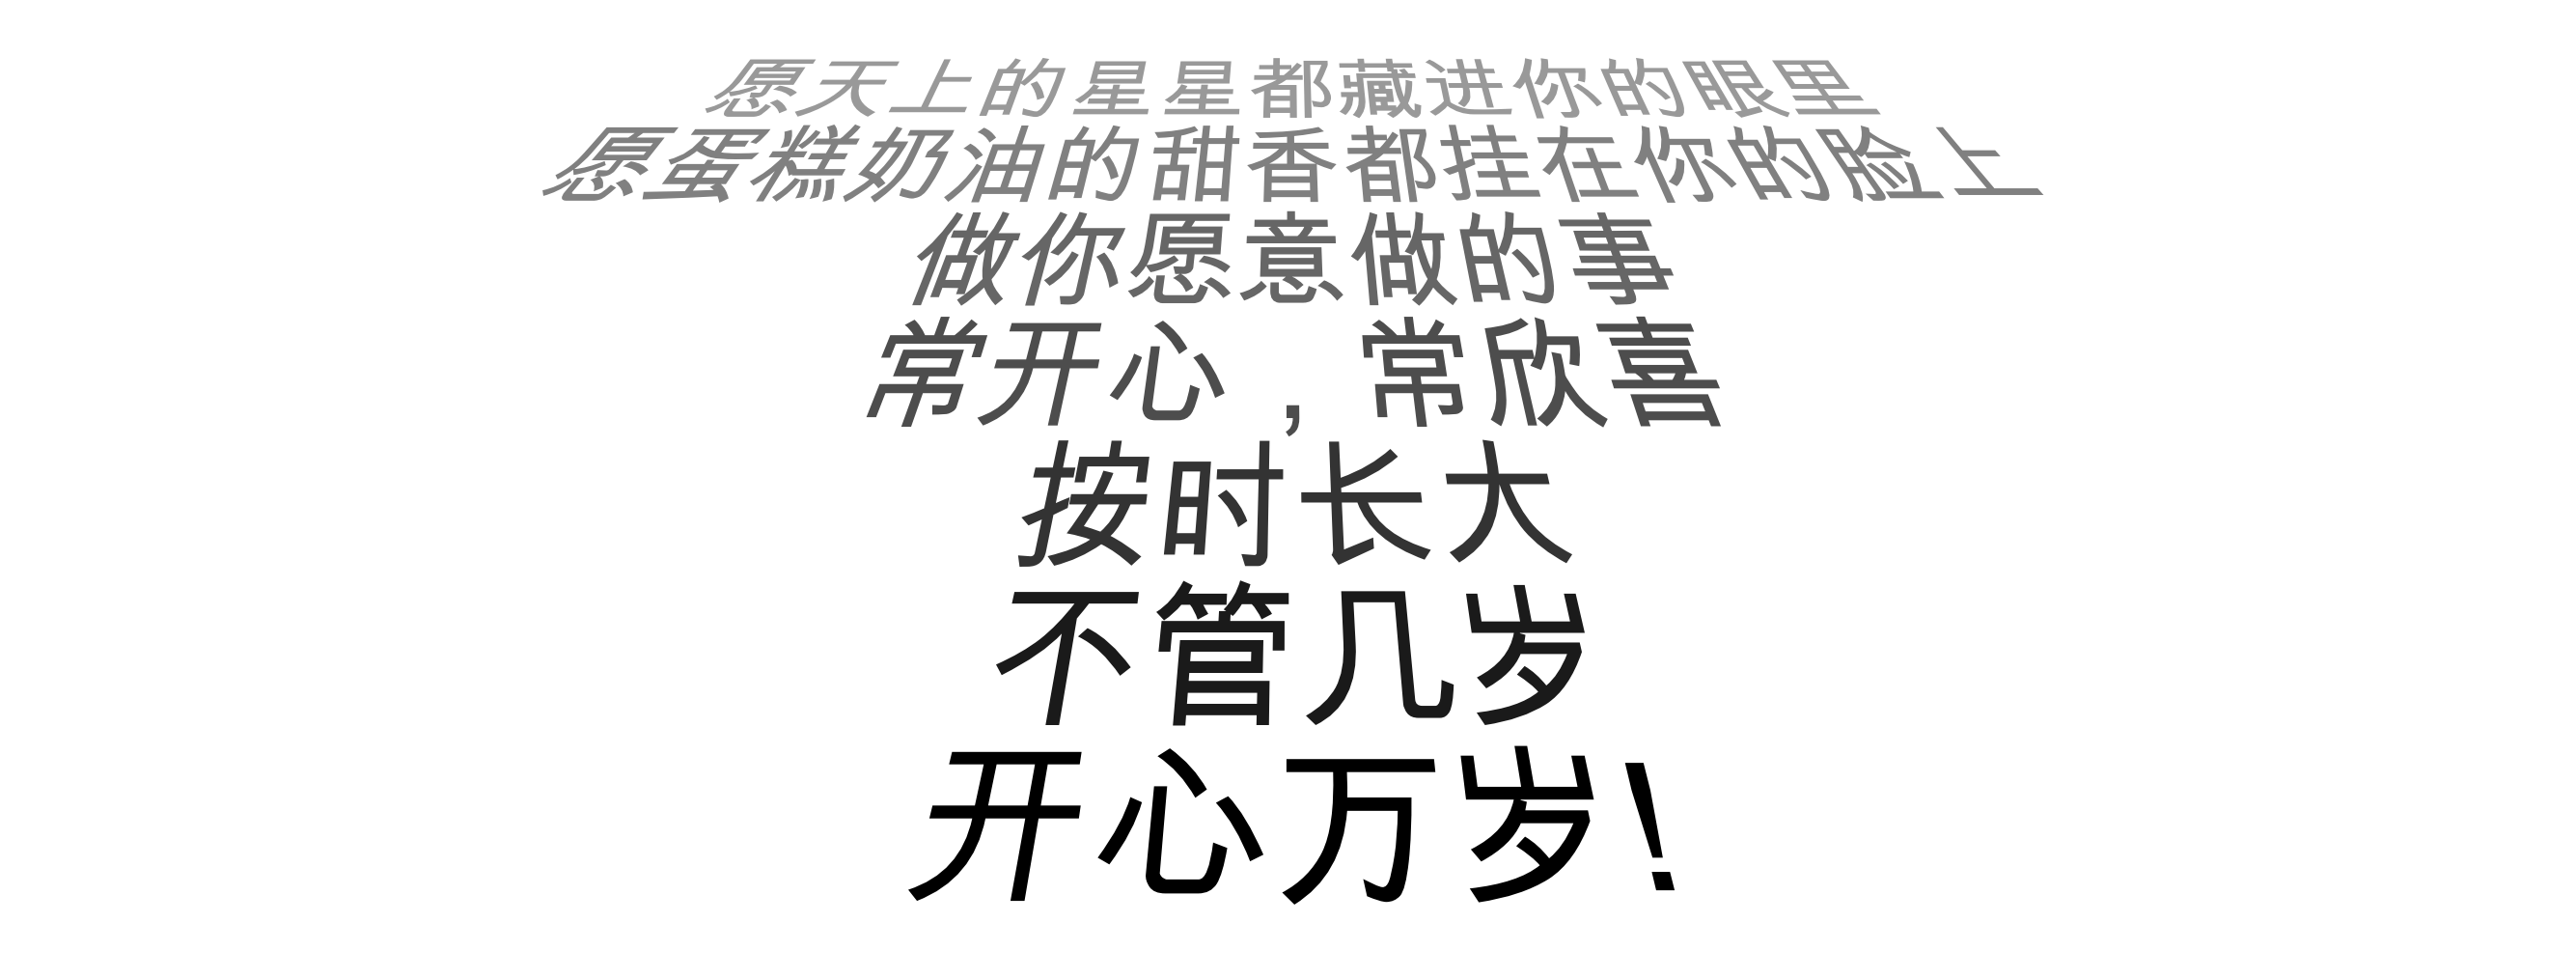 愿天上的星星都藏进你的眼里
愿蛋糕奶油的甜香都挂在你的脸上
做你愿意做的事
常开心，常欣喜
按时长大
不管几岁
开心万岁！